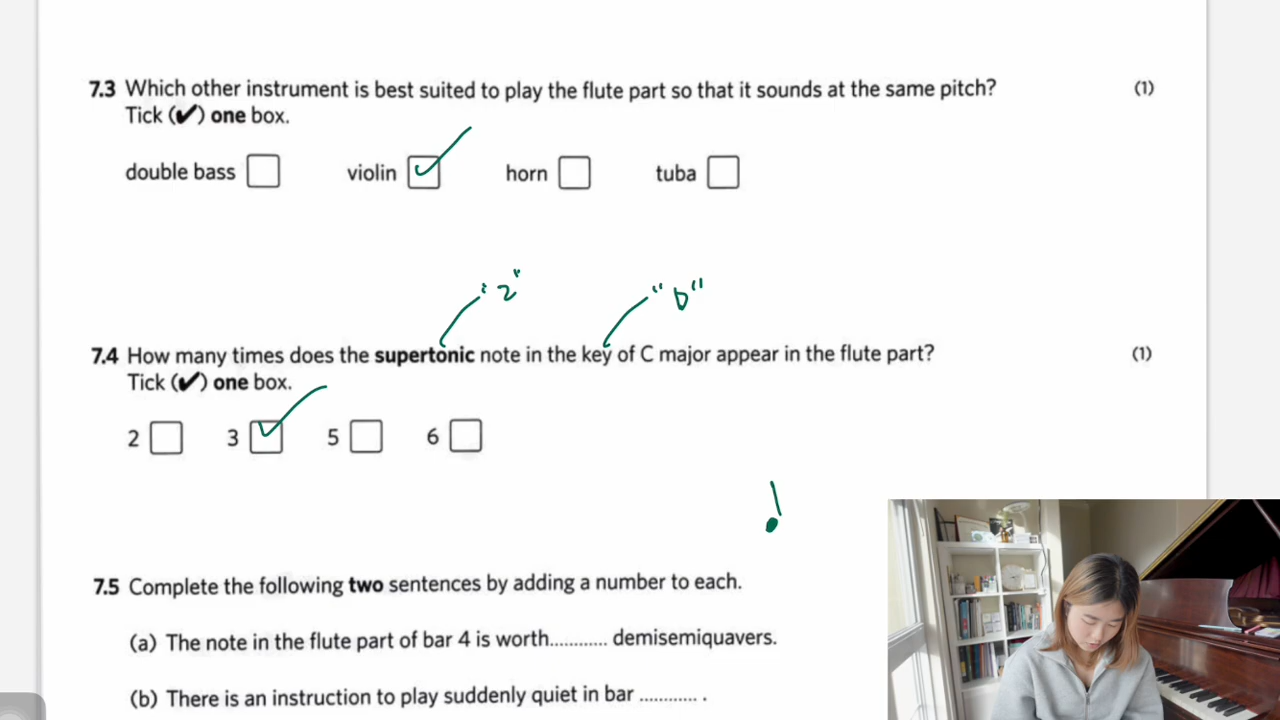 7.3 Which other instrument is best suited to play the flute part so that it sounds at the same pitch? (1)
Tick (✔) one box.
double bass violin horn tuba
"2" "D"
7.4 How many times does the supertonic note in the key of C major appear in the flute part? (1)
Tick (✔) one box.
2 3 5 6
7.5 Complete the following two sentences by adding a number to each.
(a) The note in the flute part of bar 4 is worth............ demisemiquavers.
(b) There is an instruction to play suddenly quiet in bar ............ .